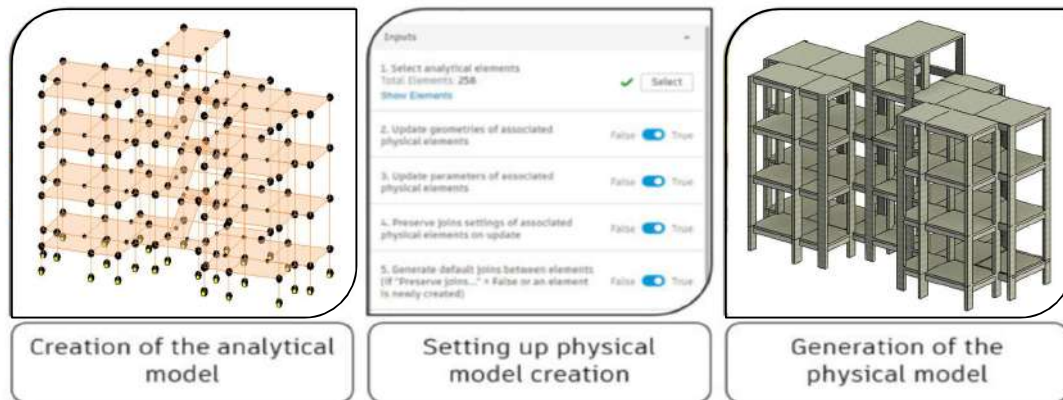 Inputs
1. Select analytical elements
Total Elements: 258
Show Elements
Select
2. Update geometries of associated
physical elements
False
True
3. Update parameters of associated
physical elements
False
True
4. Preserve joins settings of associated
physical elements on update
False
True
5. Generate default joins between elements
(if "Preserve joins..." = False or an element
is newly created)
False
True
Creation of the analytical
model
Setting up physical
model creation
Generation of the
physical model